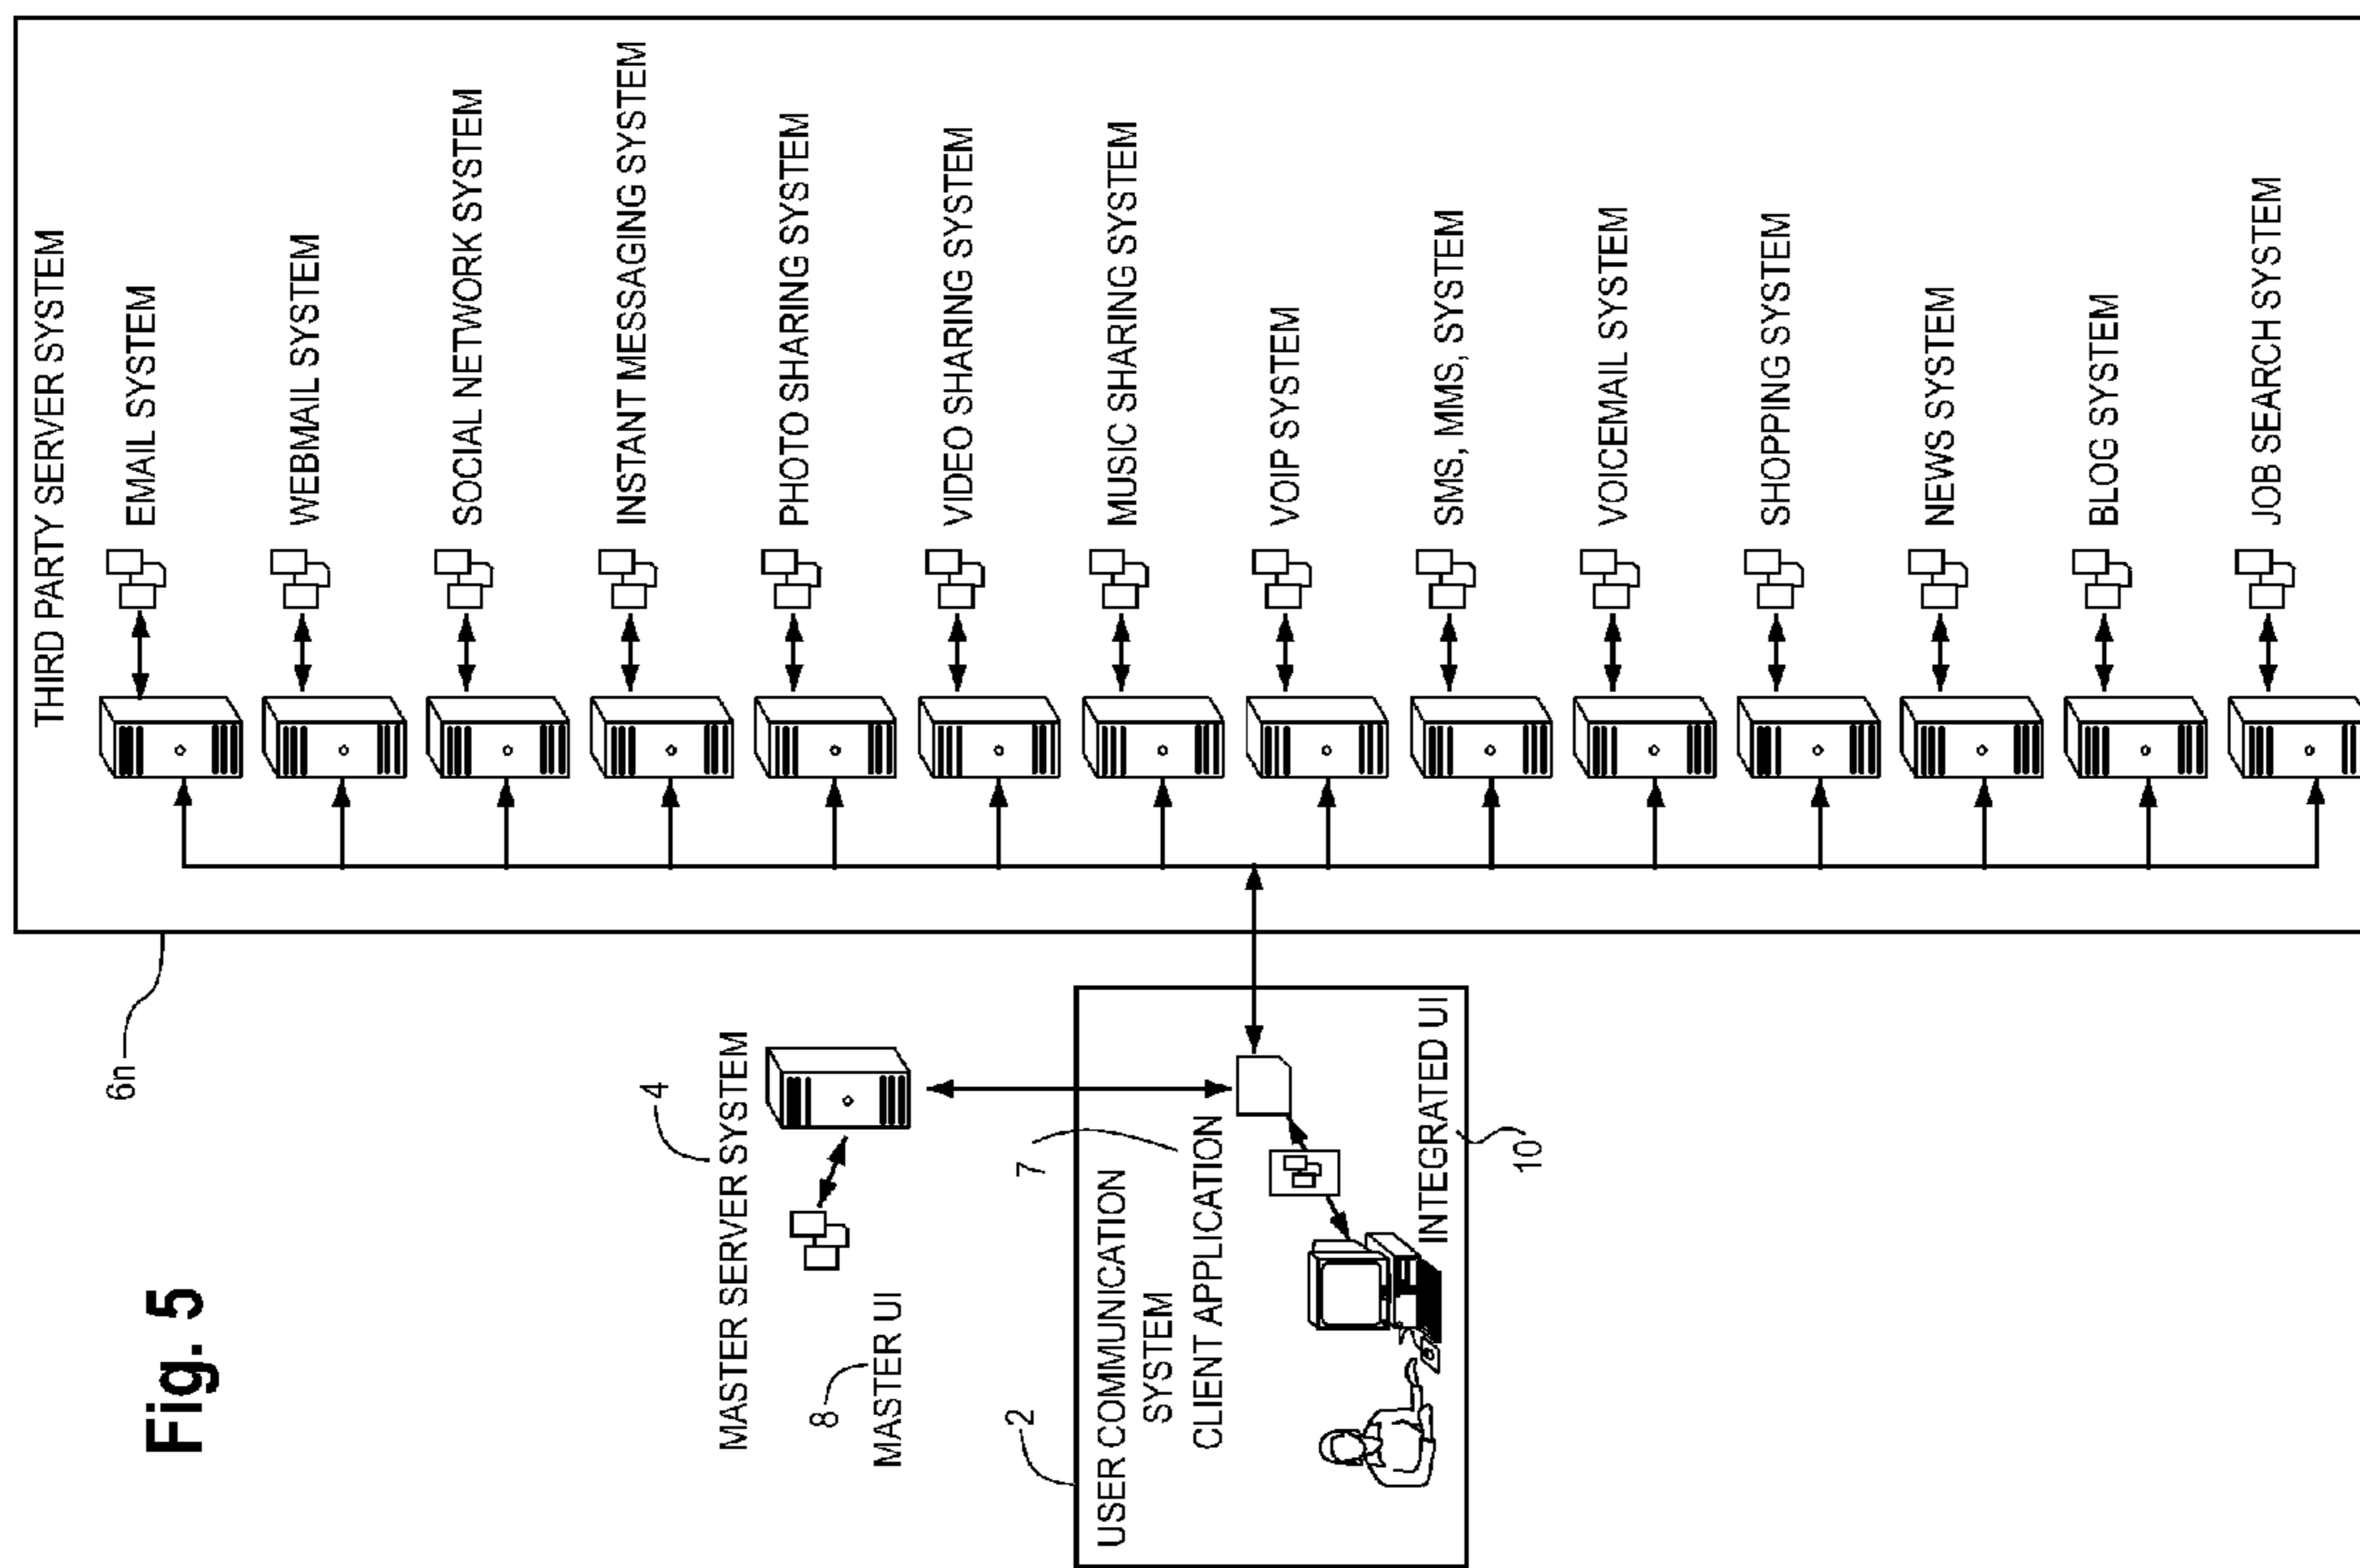 Fig. 5
THIRD PARTY SERVER SYSTEM
EMAIL SYSTEM
WEBMAIL SYSTEM
SOCIAL NETWORK SYSTEM
INSTANT MESSAGING SYSTEM
PHOTO SHARING SYSTEM
VIDEO SHARING SYSTEM
MUSIC SHARING SYSTEM
VOIP SYSTEM
SMS, MMS, SYSTEM
VOICEMAIL SYSTEM
SHOPPING SYSTEM
NEWS SYSTEM
BLOG SYSTEM
JOB SEARCH SYSTEM
6n
4
MASTER SERVER SYSTEM
8
MASTER UI
2
7
USER COMMUNICATION
SYSTEM
CLIENT APPLICATION
INTEGRATED UI
10